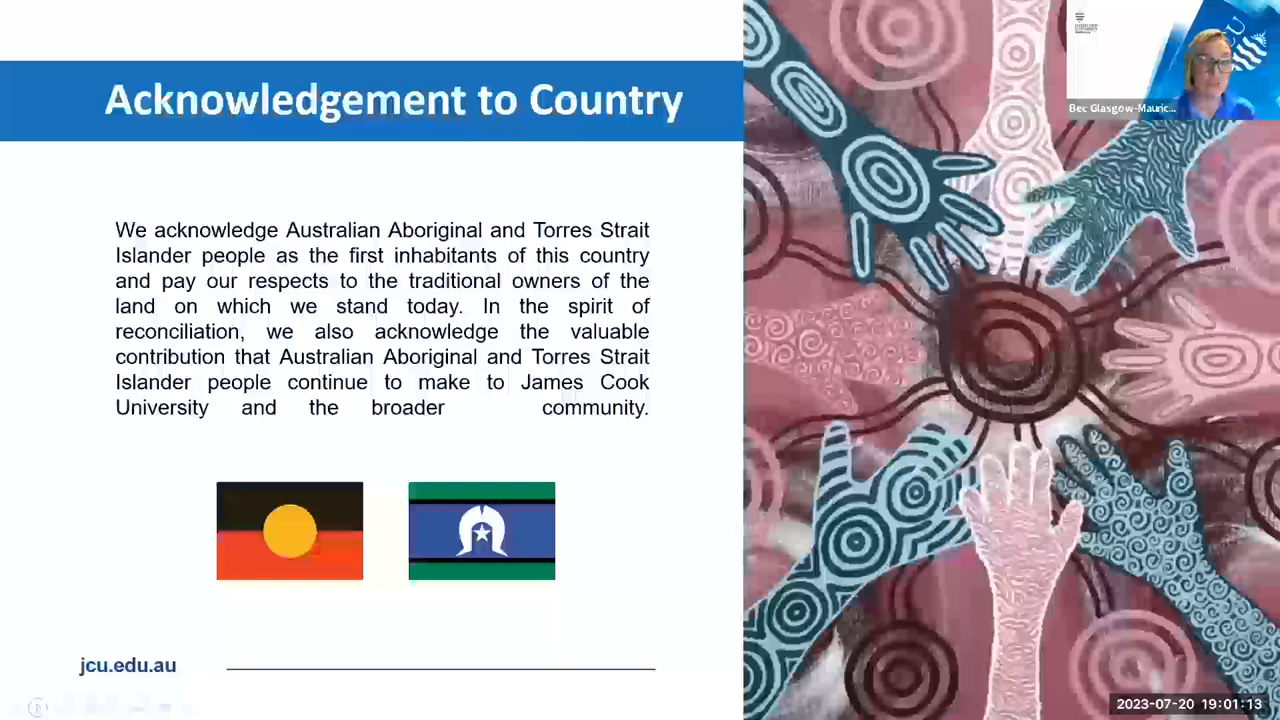 Acknowledgement to Country
We acknowledge Australian Aboriginal and Torres Strait
Islander people as the first inhabitants of this country
and pay our respects to the traditional owners of the
land on which we stand today. In the spirit of
reconciliation, we also acknowledge the valuable
contribution that Australian Aboriginal and Torres Strait
Islander people continue to make to James Cook
University and the broader community.
jcu.edu.au
Bec Glasgow-Mauric...
2023-07-20 19:01:13